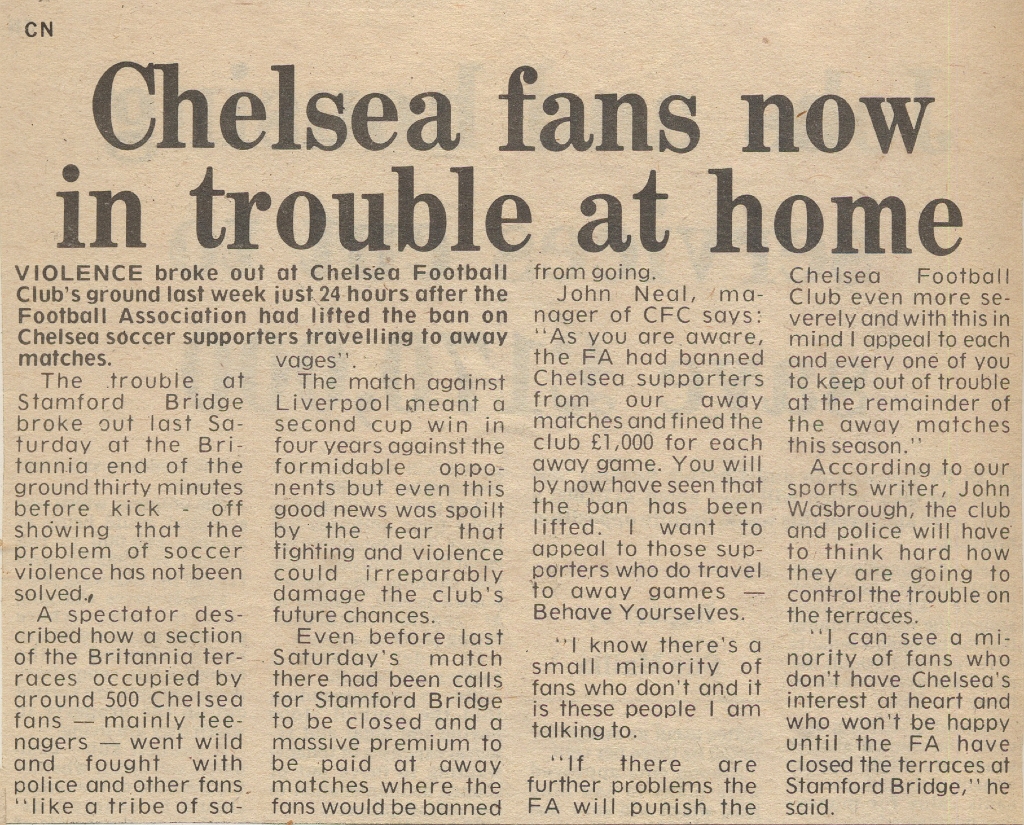 CN
Chelsea fans now
in trouble at home
VIOLENCE broke out at Chelsea Football
Club's ground last week just 24 hours after the
Football Association had lifted the ban on
Chelsea soccer supporters travelling to away
matches.
The trouble at
Stamford Bridge
broke out last Sa-
turday at the Bri-
tannia end of the
ground thirty minutes
before kick - off
showing that the
problem of soccer
violence has not been
solved.
A spectator des-
cribed how a section
of the Britannia ter-
races occupied by
around 500 Chelsea
fans — mainly tee-
nagers — went wild
and fought with
police and other fans
"like a tribe of sa-
vages".
The match against
Liverpool meant a
second cup win in
four years against the
formidable oppo-
nents but even this
good news was spoilt
by the fear that
fighting and violence
could irreparably
damage the club's
future chances.
Even before last
Saturday's match
there had been calls
for Stamford Bridge
to be closed and a
massive premium to
be paid at away
matches where the
fans would be banned
from going.
John Neal, ma-
nager of CFC says:
"As you are aware,
the FA had banned
Chelsea supporters
from our away
matches and fined the
club £1,000 for each
away game. You will
by now have seen that
the ban has been
lifted. I want to
appeal to those sup-
porters who do travel
to away games —
Behave Yourselves.
"I know there's a
small minority of
fans who don't and it
is these people I am
talking to.
"If there are
further problems the
FA will punish the
Chelsea Football
Club even more se-
verely and with this in
mind I appeal to each
and every one of you
to keep out of trouble
at the remainder of
the away matches
this season."
According to our
sports writer, John
Wasbrough, the club
and police will have
to think hard how
they are going to
control the trouble on
the terraces.
"I can see a mi-
nority of fans who
don't have Chelsea's
interest at heart and
who won't be happy
until the FA have
closed the terraces at
Stamford Bridge," he
said.